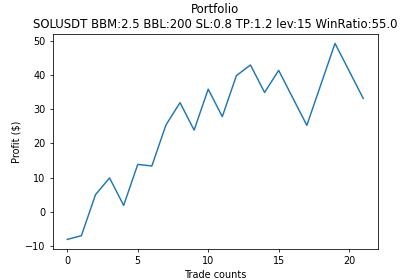 Portfolio
SOLUSDT BBM:2.5 BBL:200 SL:0.8 TP:1.2 lev:15 WinRatio:55.0
50
40
30
20
10
0
−10
Profit ($)
0 5 10 15 20
Trade counts